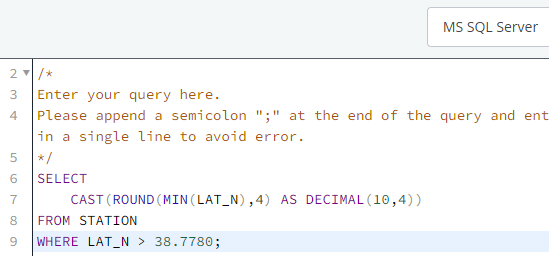 MS SQL Server
2 /*
3 Enter your query here.
4 Please append a semicolon ";" at the end of the query and ent
in a single line to avoid error.
5 */
6 SELECT
7 CAST(ROUND(MIN(LAT_N),4) AS DECIMAL(10,4))
8 FROM STATION
9 WHERE LAT_N > 38.7780;